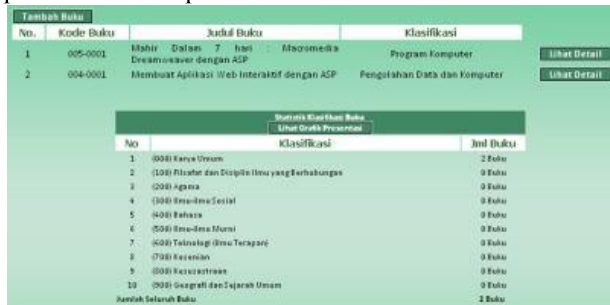 Tambah Buku
No. Kode Buku Judul Buku Klasifikasi
1 005-0001 Mahir Dalam 7 hari : Macromedia Dreamweaver dengan ASP Program Komputer Lihat Detail
2 004-0001 Membuat Aplikasi Web Interaktif dengan ASP Pengolahan Data dan Komputer Lihat Detail
Statistik Klasifikasi Buku
Lihat Grafik Presentasi
No Klasifikasi Jml Buku
1 (000) Karya Umum 2 Buku
2 (100) Filsafat dan Disiplin Ilmu yang Berhubungan 0 Buku
3 (200) Agama 0 Buku
4 (300) Ilmu-ilmu Sosial 0 Buku
5 (400) Bahasa 0 Buku
6 (500) Ilmu-ilmu Murni 0 Buku
7 (600) Teknologi (Ilmu Terapan) 0 Buku
8 (700) Kesenian 0 Buku
9 (800) Kesusastraan 0 Buku
10 (900) Geografi dan Sejarah Umum 0 Buku
Jumlah Seluruh Buku 2 Buku